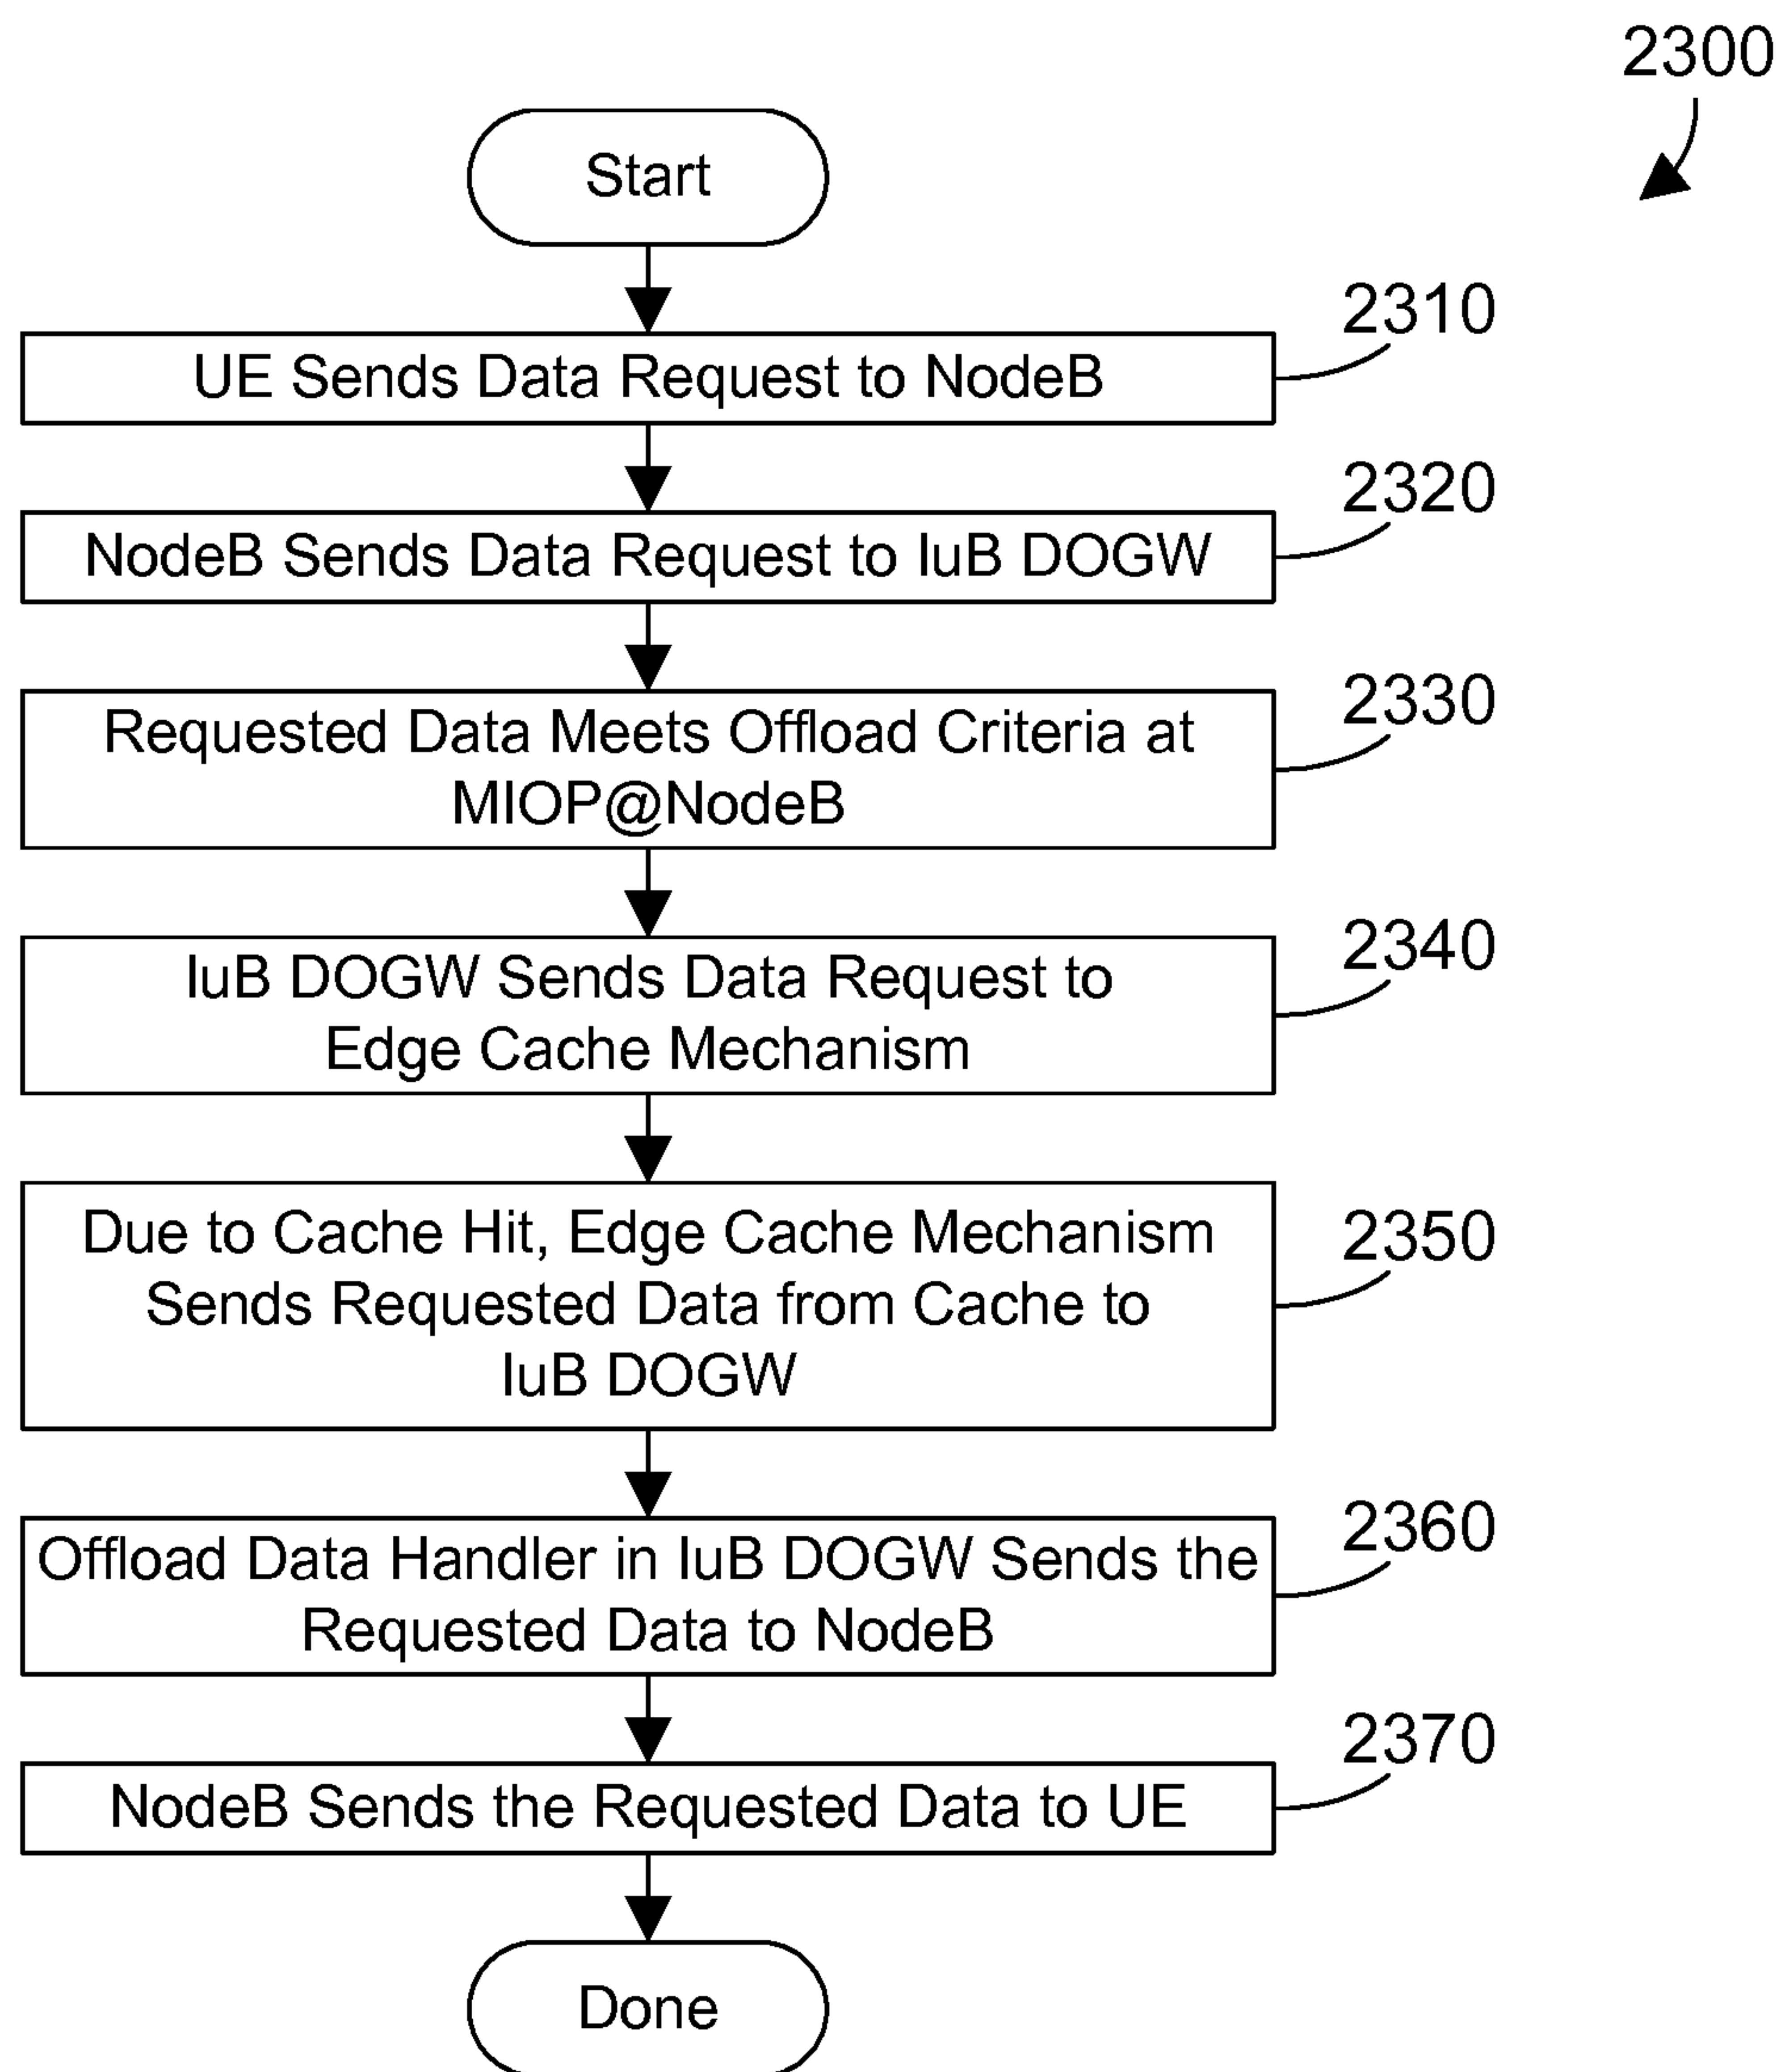 2300
Start
2310
UE Sends Data Request to NodeB
2320
NodeB Sends Data Request to IuB DOGW
2330
Requested Data Meets Offload Criteria at
MIOP@NodeB
2340
IuB DOGW Sends Data Request to
Edge Cache Mechanism
2350
Due to Cache Hit, Edge Cache Mechanism
Sends Requested Data from Cache to
IuB DOGW
2360
Offload Data Handler in IuB DOGW Sends the
Requested Data to NodeB
2370
NodeB Sends the Requested Data to UE
Done